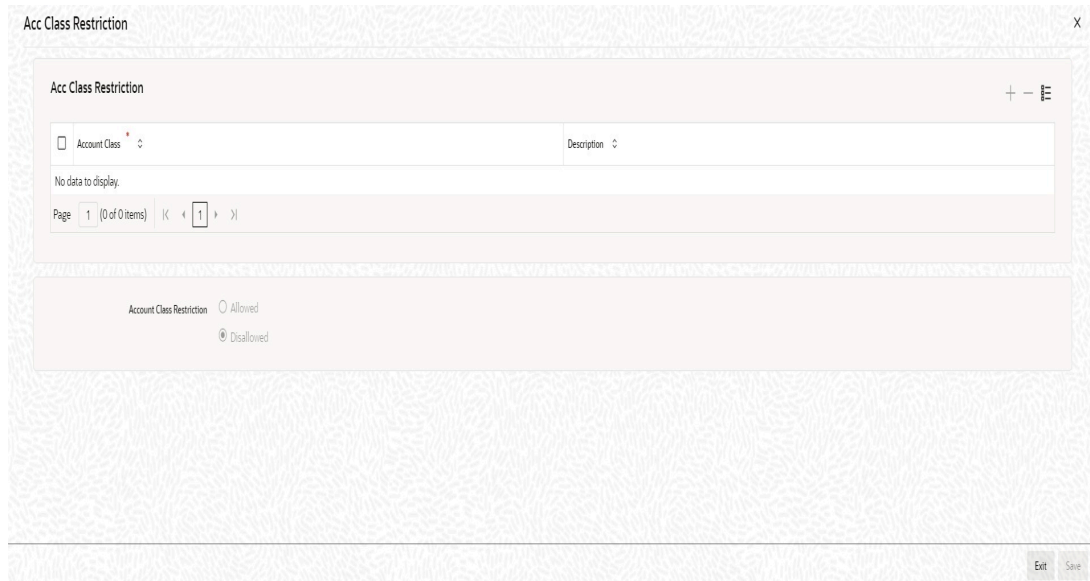 Acc Class Restriction X
Acc Class Restriction
Account Class * Description
No data to display.
Page 1 (0 of 0 items) 1
Account Class Restriction Allowed
Disallowed
Exit Save